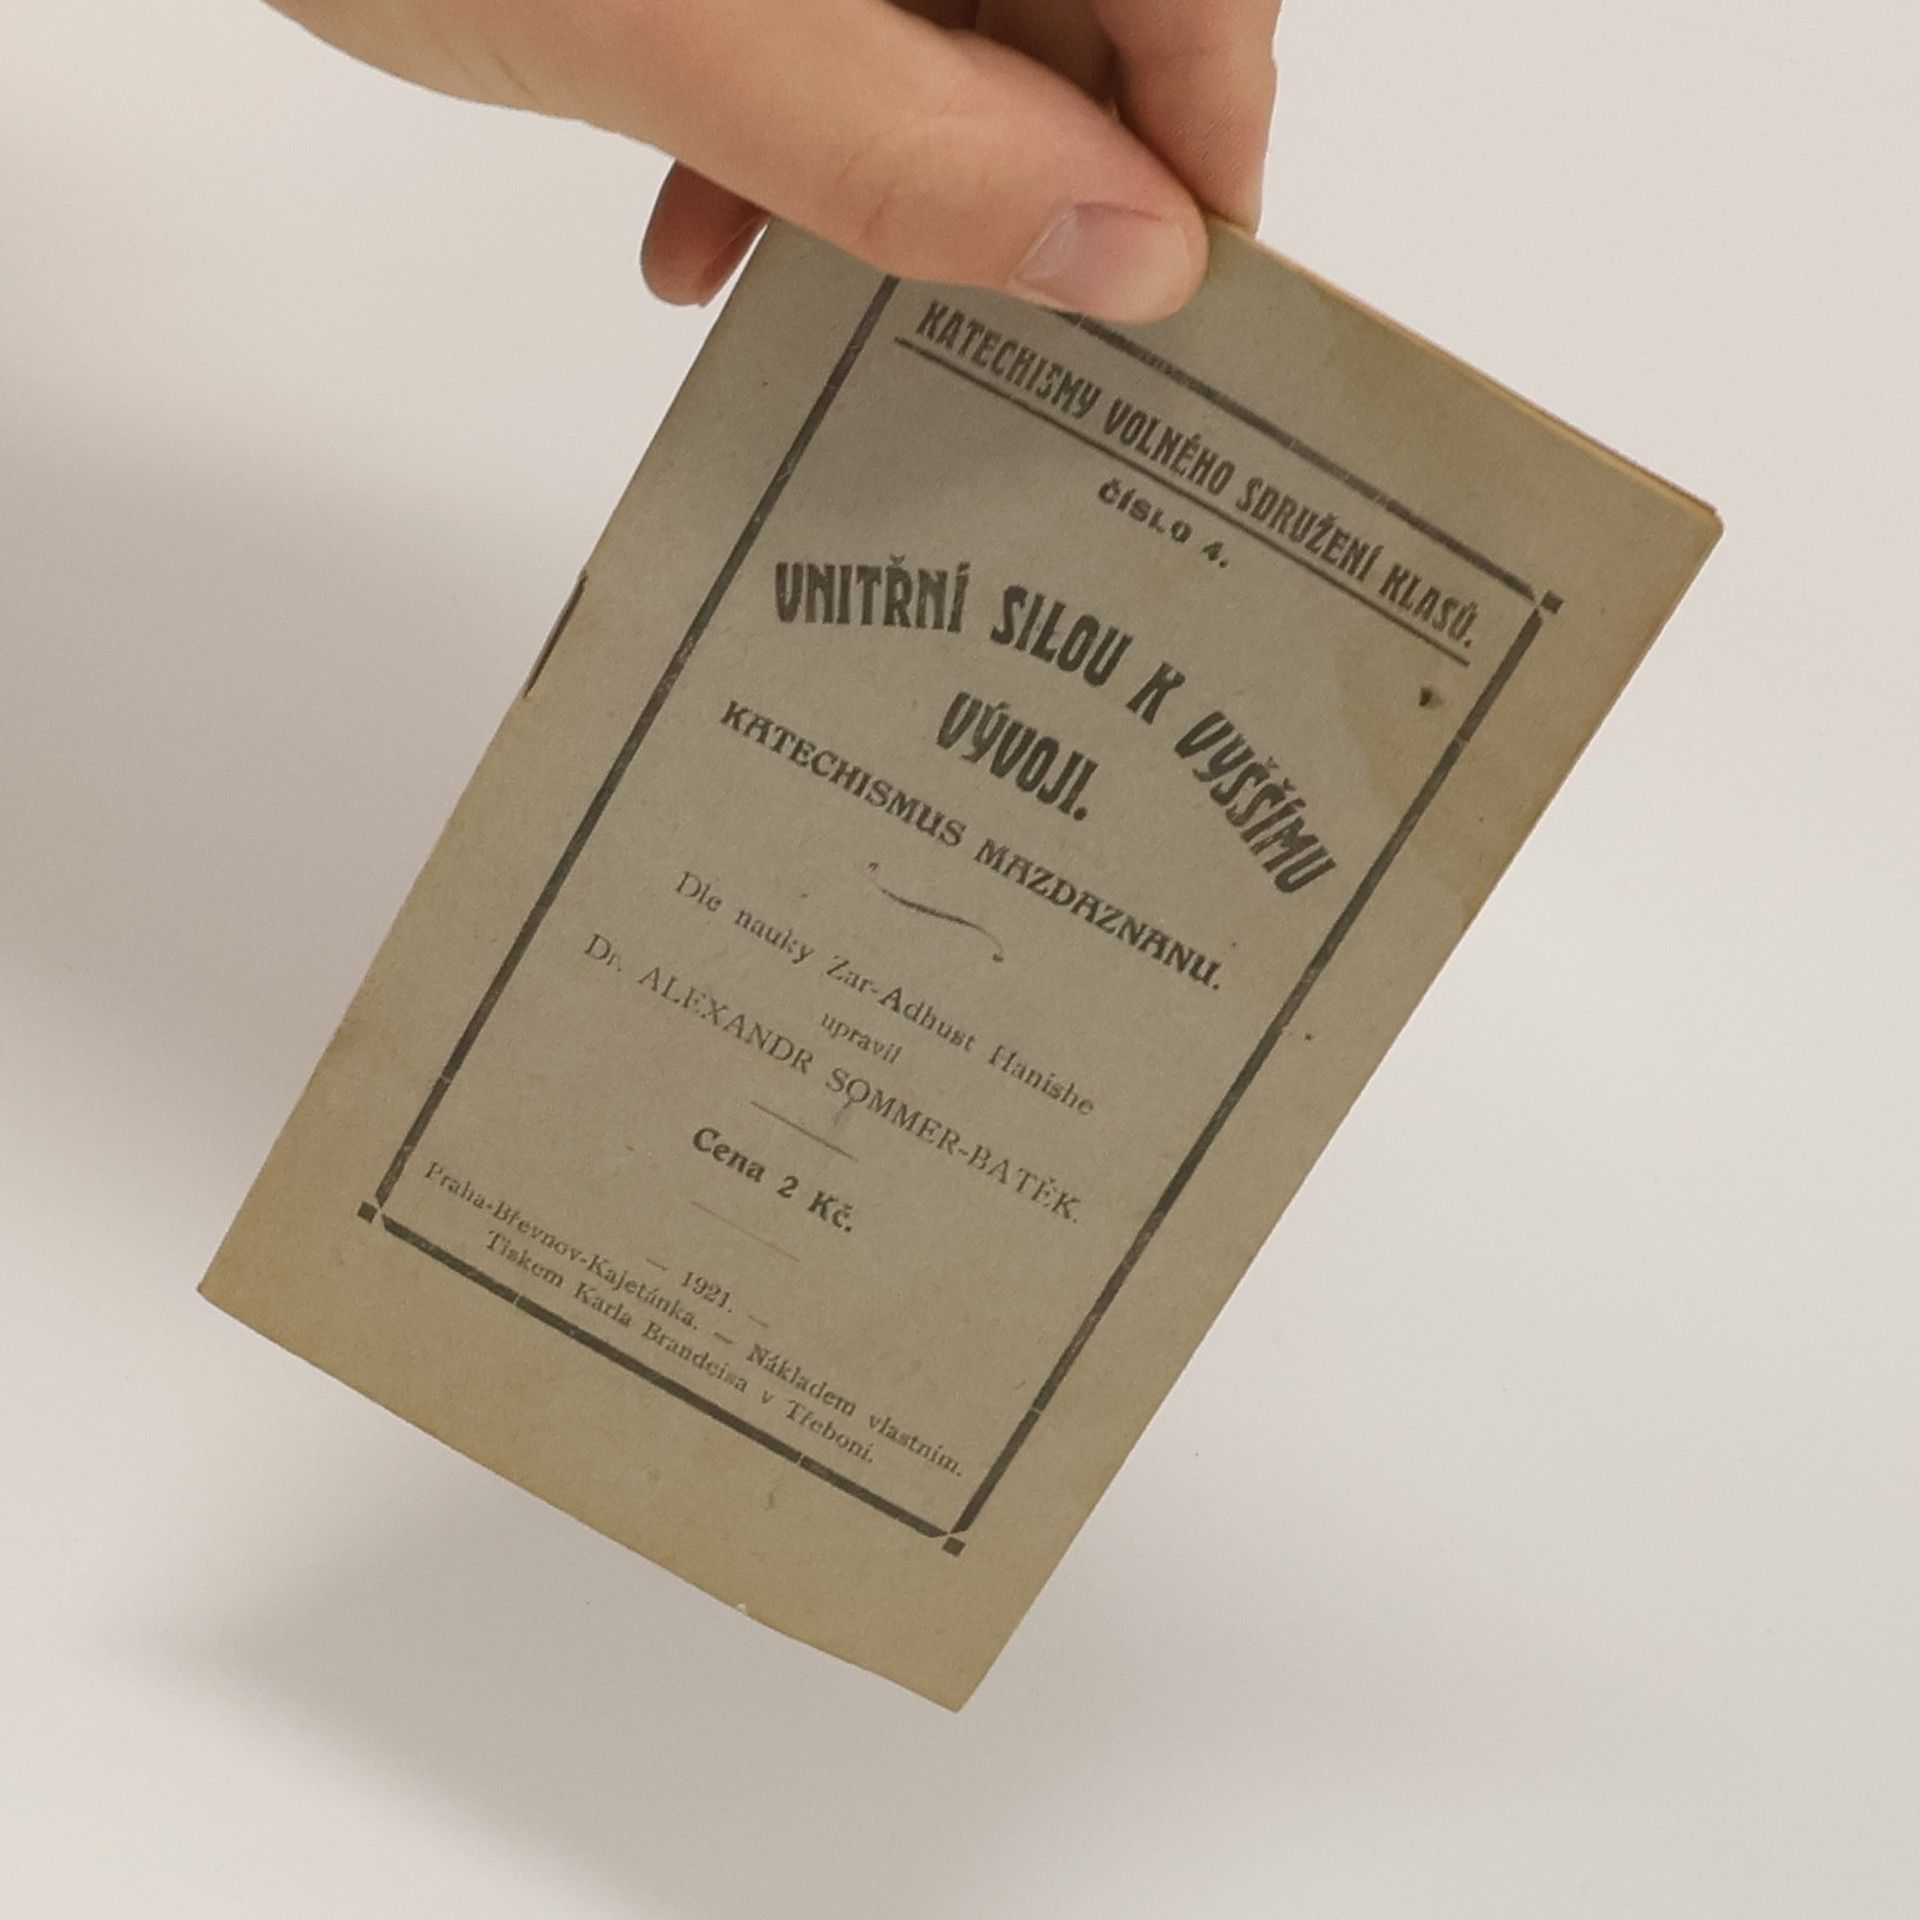 KATECHISMY VOLNÉHO SDRUŽENÍ KLASŮ.
ČÍSLO 4.
VNITŘNÍ SILOU K VYŠŠÍMU
VÝVOJI.
KATECHISMUS MAZDAZNANU.
Dle nauky Zar-Adhust Hanishe
upravil
Dr. ALEXANDR SOMMER-BATĚK.
Cena 2 Kč.
— 1921. —
Praha-Břevnov-Kajetánka. — Nákladem vlastním.
Tiskem Karla Brandeisa v Třeboni.